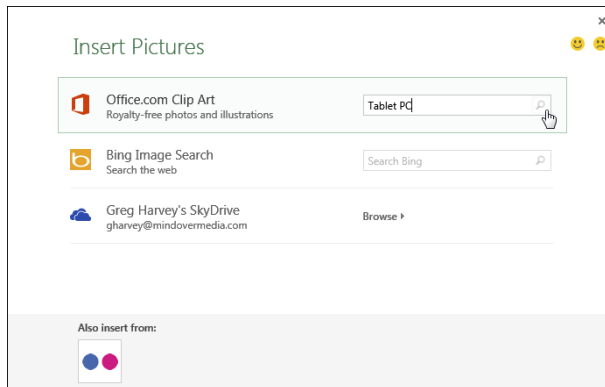 Insert Pictures
Office.com Clip Art
Royalty-free photos and illustrations
Tablet PC
Bing Image Search
Search the web
Search Bing
Greg Harvey's SkyDrive
gharvey@mindovermedia.com
Browse
Also insert from: